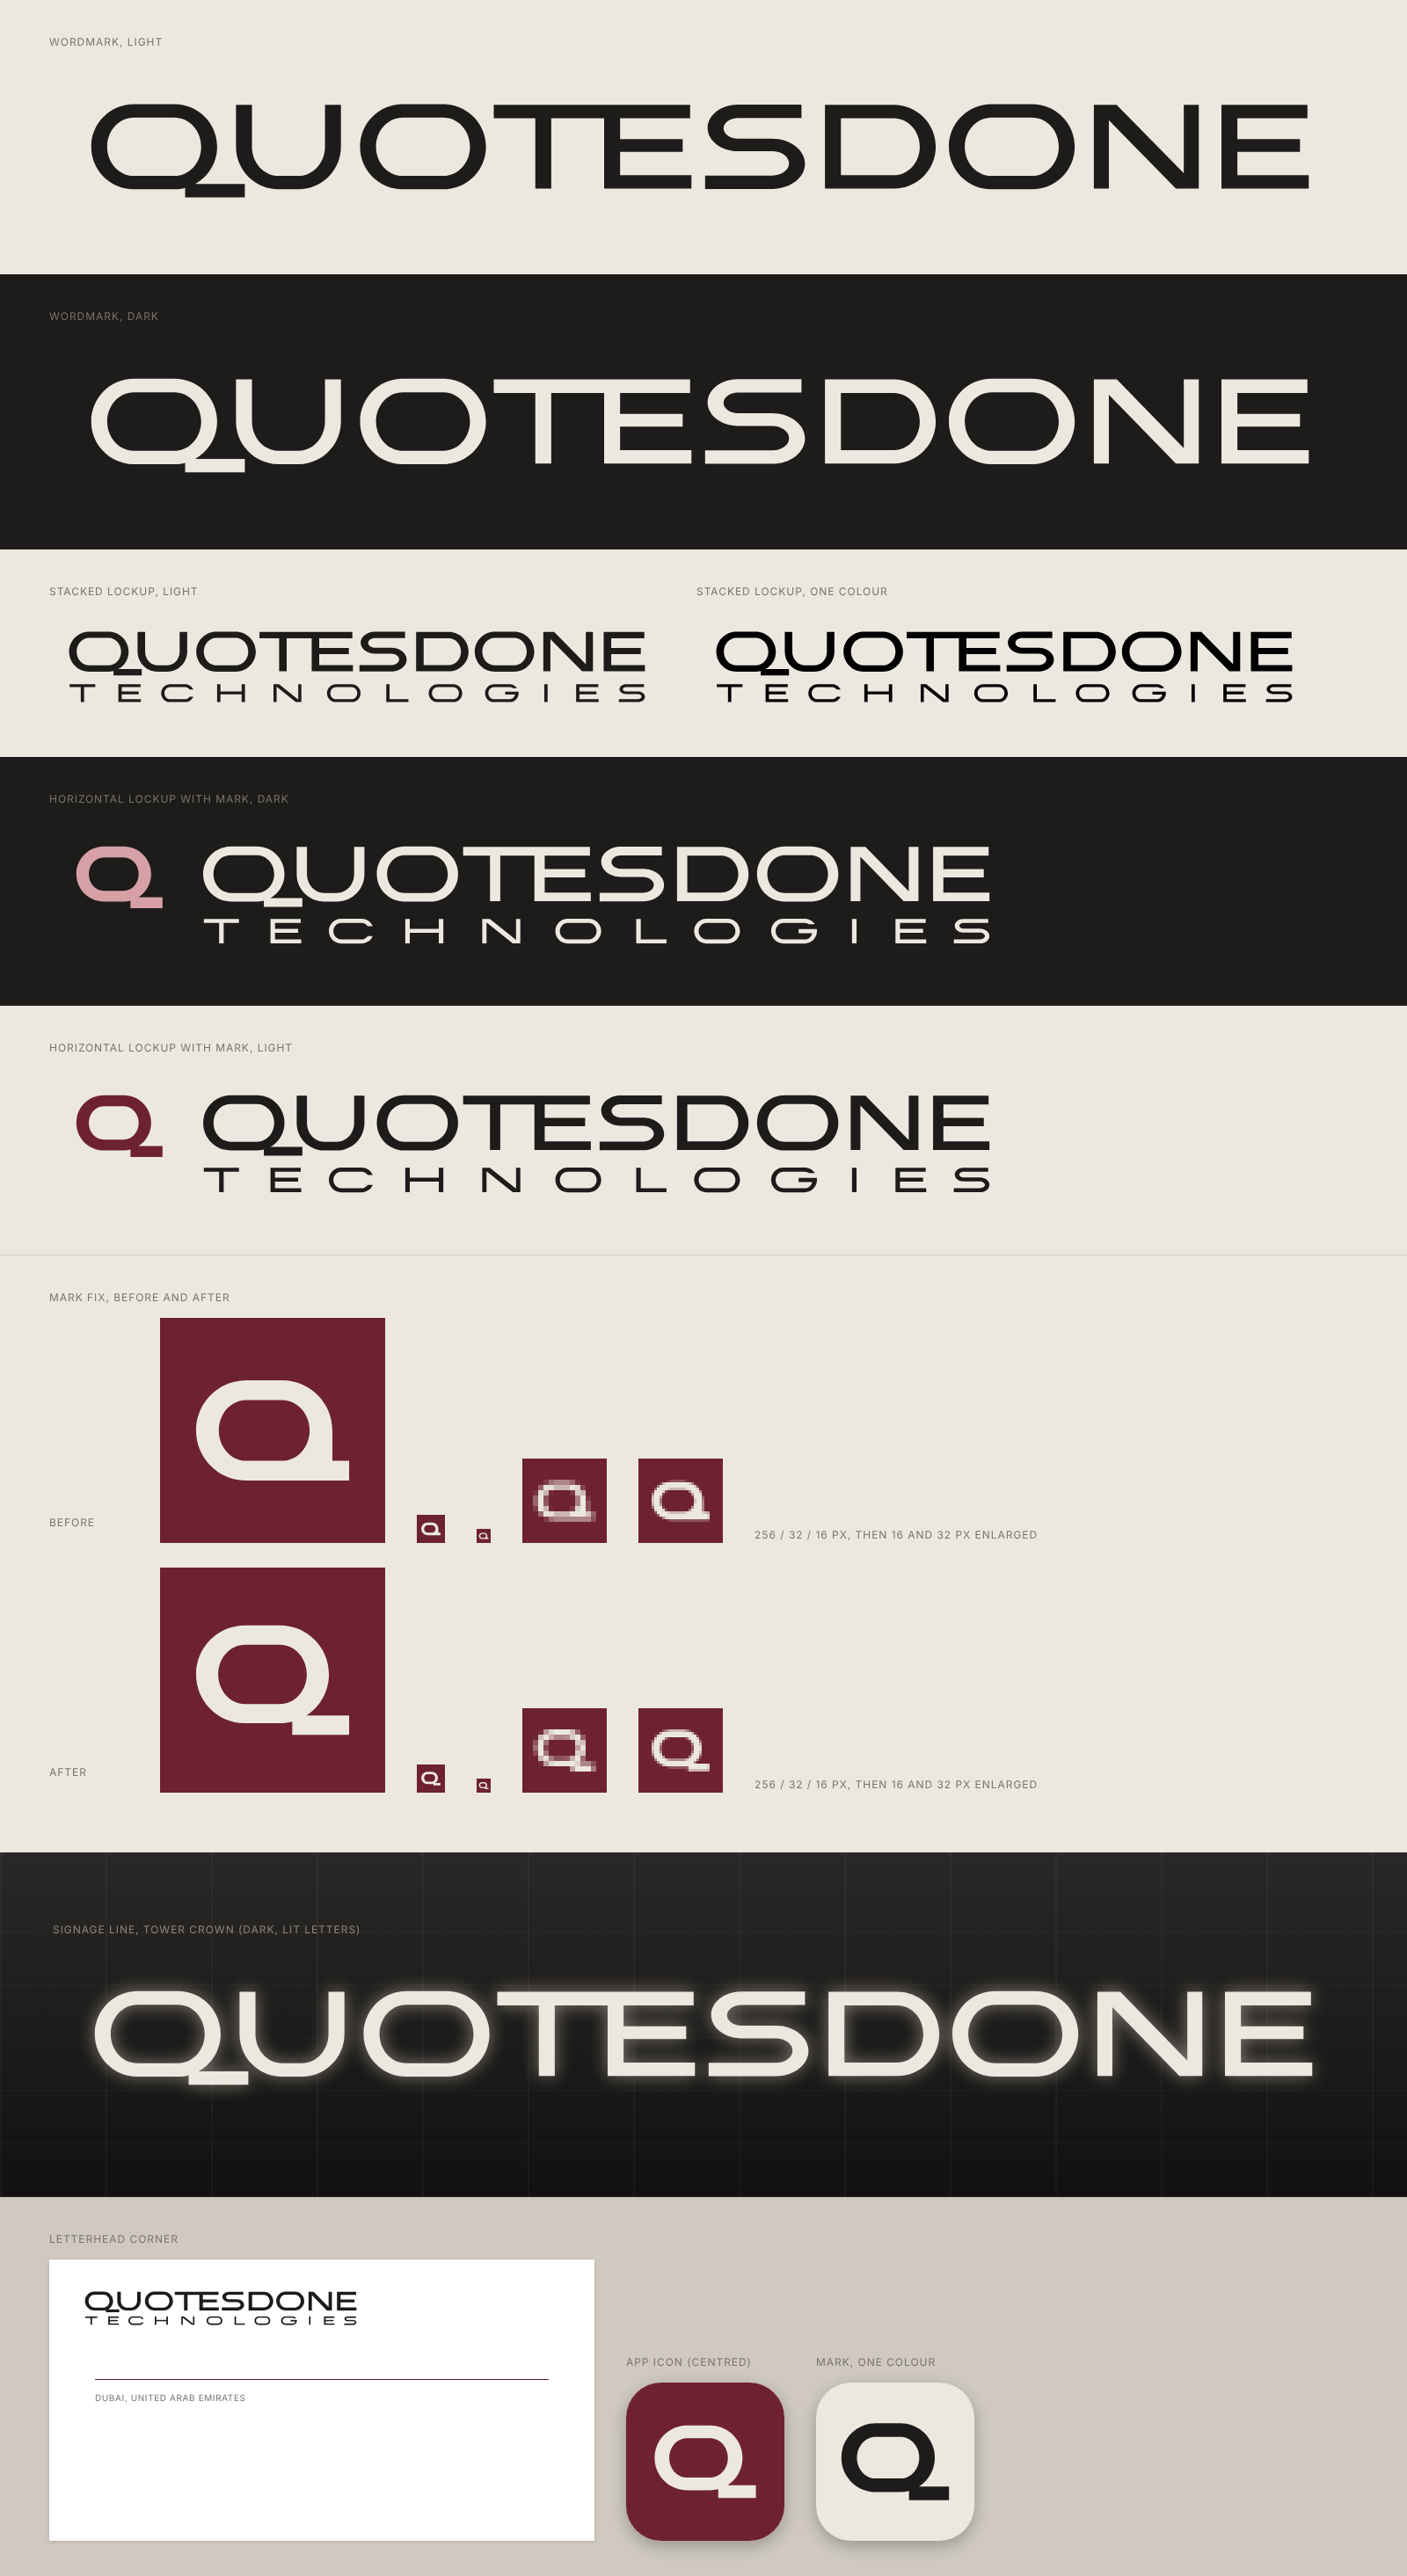 WORDMARK, LIGHT
QUOTESDONE
WORDMARK, DARK
QUOTESDONE
STACKED LOCKUP, LIGHT
QUOTESDONE
TECHNOLOGIES
STACKED LOCKUP, ONE COLOUR
QUOTESDONE
TECHNOLOGIES
HORIZONTAL LOCKUP WITH MARK, DARK
Q QUOTESDONE
TECHNOLOGIES
HORIZONTAL LOCKUP WITH MARK, LIGHT
Q QUOTESDONE
TECHNOLOGIES
MARK FIX, BEFORE AND AFTER
BEFORE
Q Q Q Q Q
256 / 32 / 16 PX, THEN 16 AND 32 PX ENLARGED
AFTER
Q Q Q Q Q
256 / 32 / 16 PX, THEN 16 AND 32 PX ENLARGED
SIGNAGE LINE, TOWER CROWN (DARK, LIT LETTERS)
QUOTESDONE
LETTERHEAD CORNER
QUOTESDONE
TECHNOLOGIES
DUBAI, UNITED ARAB EMIRATES
APP ICON (CENTRED)
Q
MARK, ONE COLOUR
Q